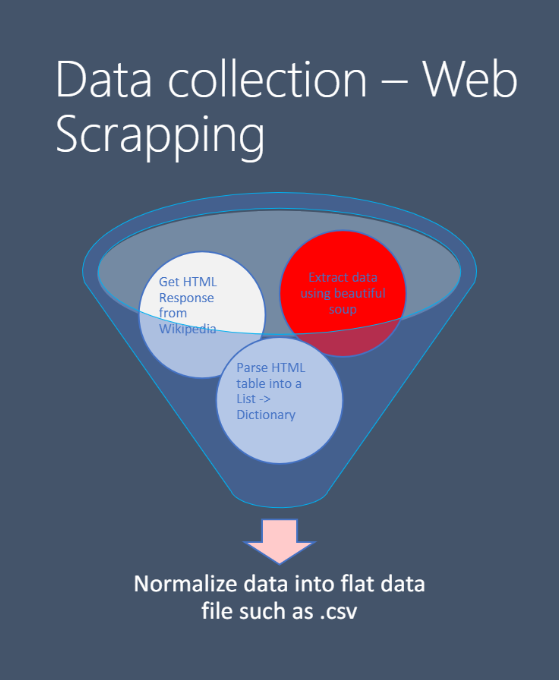 Data collection – Web
Scrapping
Get HTML
Response
from
Wikipedia
Extract data
using beautiful
soup
Parse HTML
table into a
List ->
Dictionary
Normalize data into flat data
file such as .csv